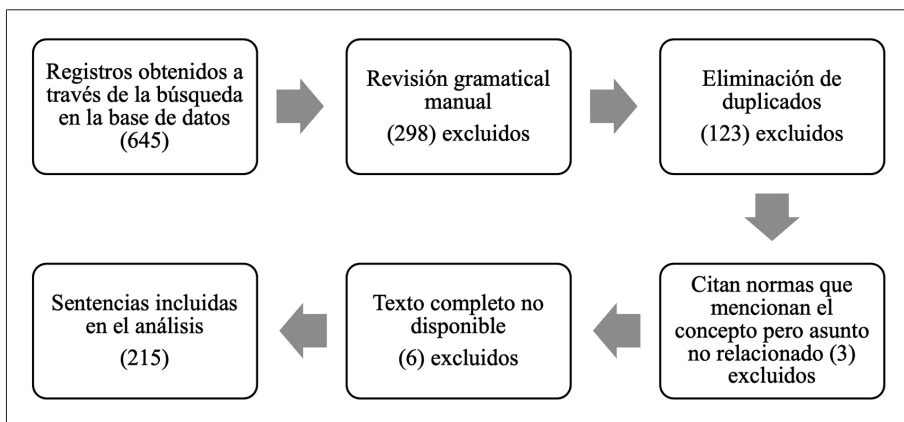 Registros obtenidos a
través de la búsqueda
en la base de datos
(645)
Revisión gramatical
manual
(298) excluidos
Eliminación de
duplicados
(123) excluidos
Citan normas que
mencionan el
concepto pero asunto
no relacionado (3)
excluidos
Texto completo no
disponible
(6) excluidos
Sentencias incluidas
en el análisis
(215)